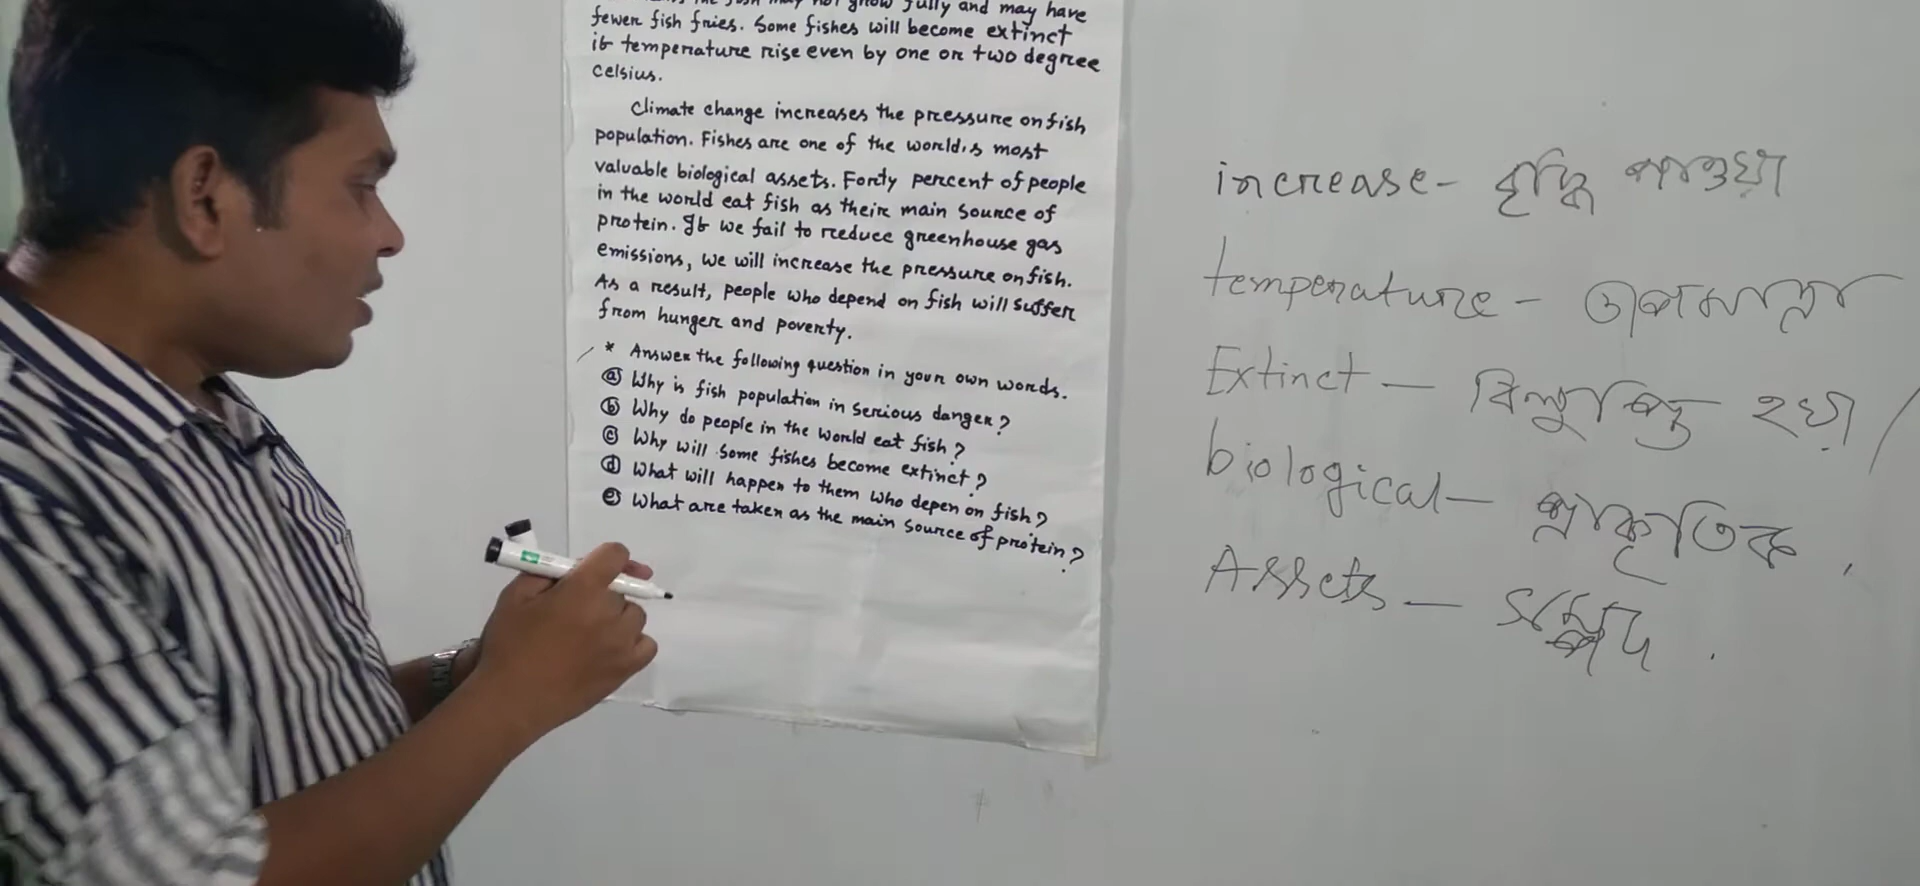 fully and may have
fewer fish fries. Some fishes will become extinct
if temperature rise even by one or two degree
celsius.
Climate change increases the pressure on fish
population. Fishes are one of the world's most
valuable biological assets. Forty percent of people
in the world eat fish as their main source of
protein. If we fail to reduce greenhouse gas
emissions, we will increase the pressure on fish.
As a result, people who depend on fish will suffer
from hunger and poverty.
* Answer the following question in your own words.
ⓐ Why is fish population in serious danger?
ⓑ Why do people in the world eat fish?
ⓒ Why will some fishes become extinct?
ⓓ What will happen to them who depen on fish?
ⓔ What are taken as the main source of protein?
increase - বৃদ্ধি পাওয়া
temperature - তাপমাত্রা
Extinct - বিলুপ্তি হয়/
biological - প্রাকৃতিক.
Assets - সম্পদ.